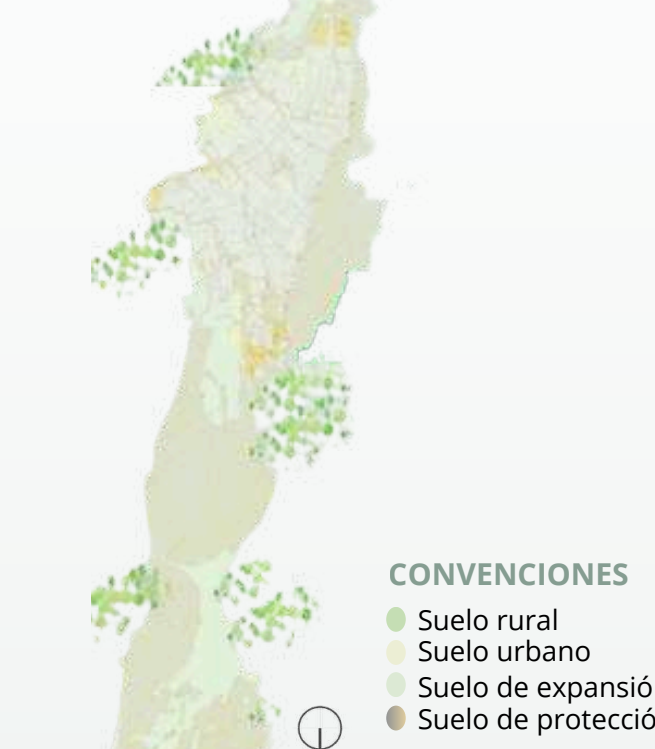 CONVENCIONES
Suelo rural
Suelo urbano
Suelo de expansió
Suelo de protecció